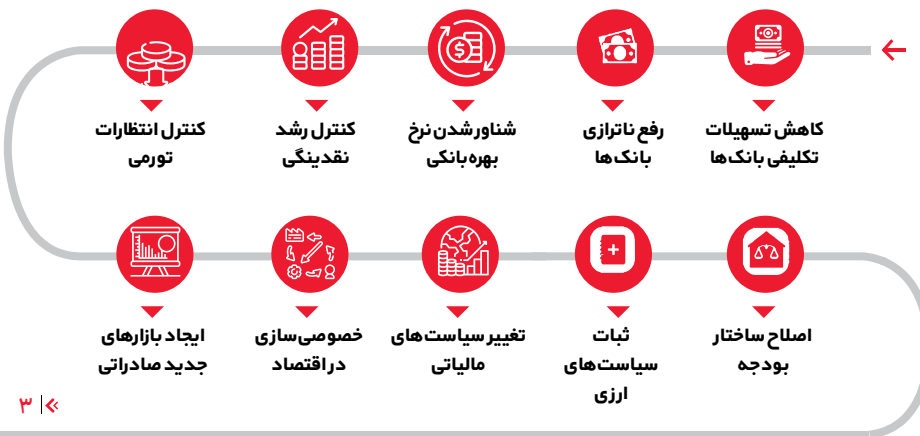 کاهش تسهیلات
تکلیفی بانک‌ها
رفع ناترازی
بانک‌ها
شناور شدن نرخ
بهره بانکی
کنترل رشد
نقدینگی
کنترل انتظارات
تورمی
اصلاح ساختار
بودجه
ثبات
سیاست‌های
ارزی
تغییر سیاست‌های
مالیاتی
خصوصی‌سازی
در اقتصاد
ایجاد بازارهای
جدید صادراتی
۳